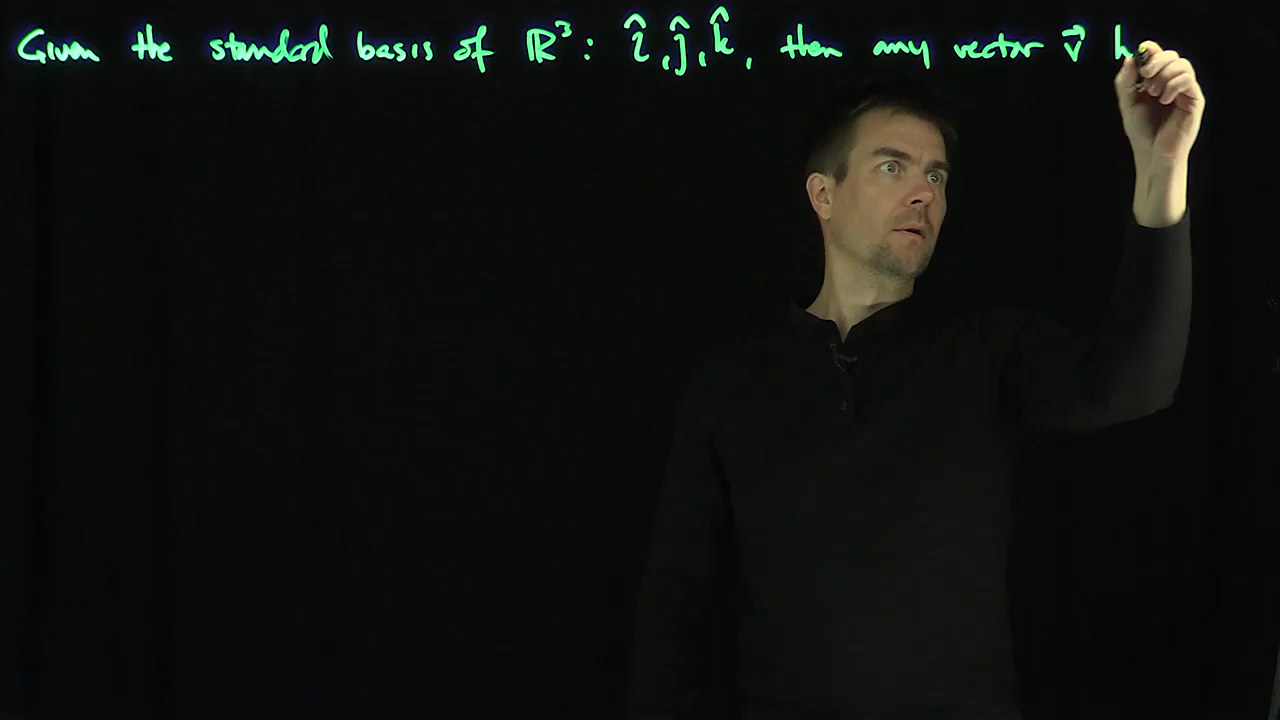 Given the standard basis of ℝ³: î, ĵ, k̂, then any vector v⃗ h